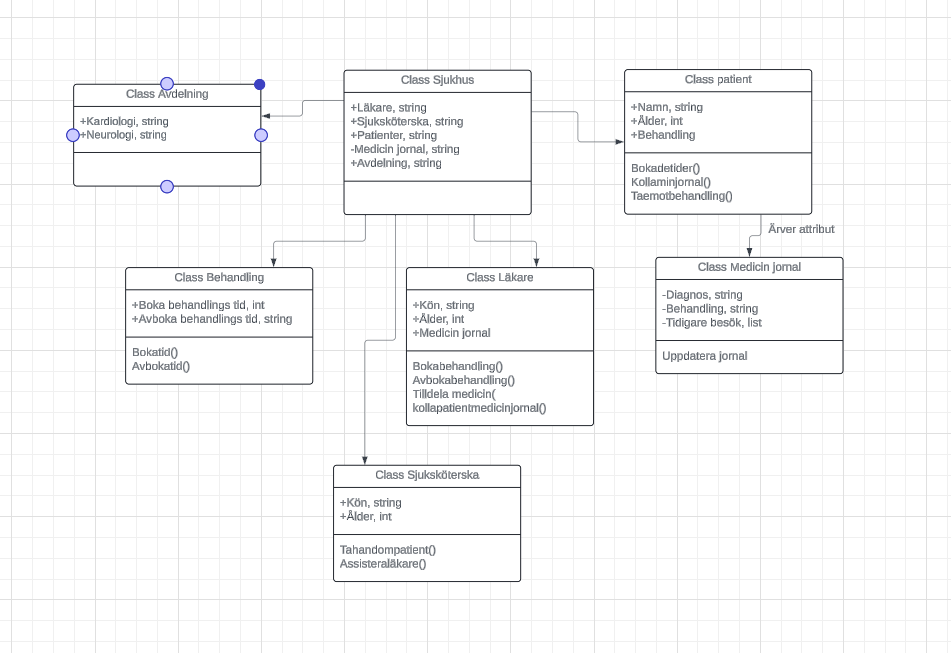 Class Avdelning
+Kardiologi, string
+Neurologi, string
Class Sjukhus
+Läkare, string
+Sjuksköterska, string
+Patienter, string
-Medicin jornal, string
+Avdelning, string
Class patient
+Namn, string
+Ålder, int
+Behandling
Bokadetider()
Kollaminjornal()
Taemotbehandling()
Ärver attribut
Class Behandling
+Boka behandlings tid, int
+Avboka behandlings tid, string
Bokatid()
Avbokatid()
Class Läkare
+Kön, string
+Ålder, int
+Medicin jornal
Bokabehandling()
Avbokabehandling()
Tilldela medicin(
kollapatientmedicinjornal()
Class Medicin jornal
-Diagnos, string
-Behandling, string
-Tidigare besök, list
Uppdatera jornal
Class Sjuksköterska
+Kön, string
+Ålder, int
Tahandompatient()
Assisteraläkare()